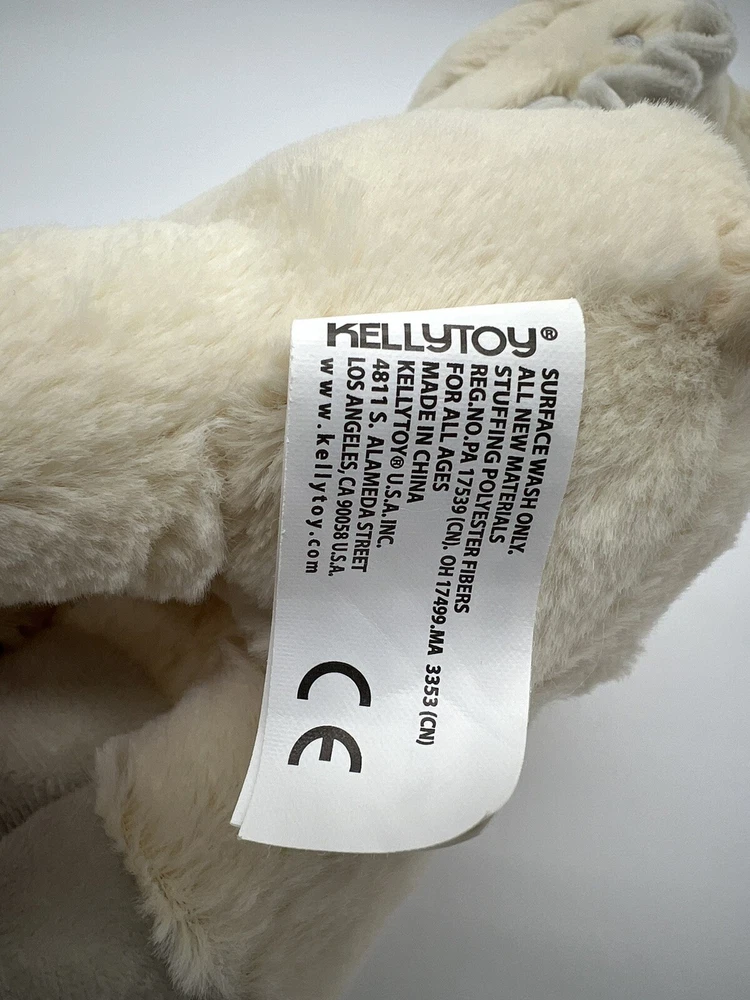 KELLYTOY®
SURFACE WASH ONLY.
ALL NEW MATERIALS
STUFFING POLYESTER FIBERS
REG.NO.PA 17539 (CN). OH 17499.MA 3353 (CN)
FOR ALL AGES
MADE IN CHINA
KELLYTOY® U.S.A. INC.
4811 S. ALAMEDA STREET
LOS ANGELES, CA 90058 U.S.A.
www.kellytoy.com
CE